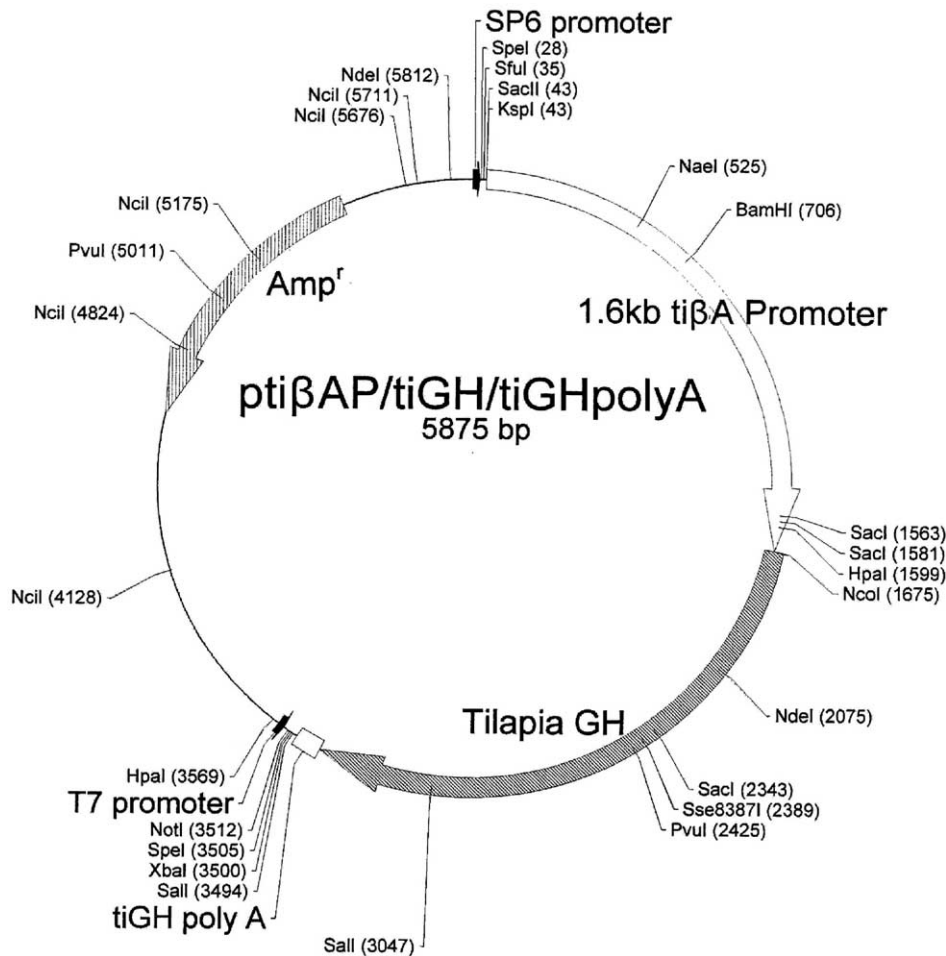 SP6 promoter
SpeI (28)
SfuI (35)
SacII (43)
KspI (43)
NdeI (5812)
NciI (5711)
NciI (5676)
NaeI (525)
BamHI (706)
NciI (5175)
PvuI (5011)
NciI (4824)
Ampʳ
1.6kb tiβA Promoter
ptiβAP/tiGH/tiGHpolyA
5875 bp
SacI (1563)
SacI (1581)
HpaI (1599)
NcoI (1675)
NciI (4128)
NdeI (2075)
Tilapia GH
SacI (2343)
Sse8387I (2389)
PvuI (2425)
HpaI (3569)
T7 promoter
NotI (3512)
SpeI (3505)
XbaI (3500)
SalI (3494)
tiGH poly A
SalI (3047)